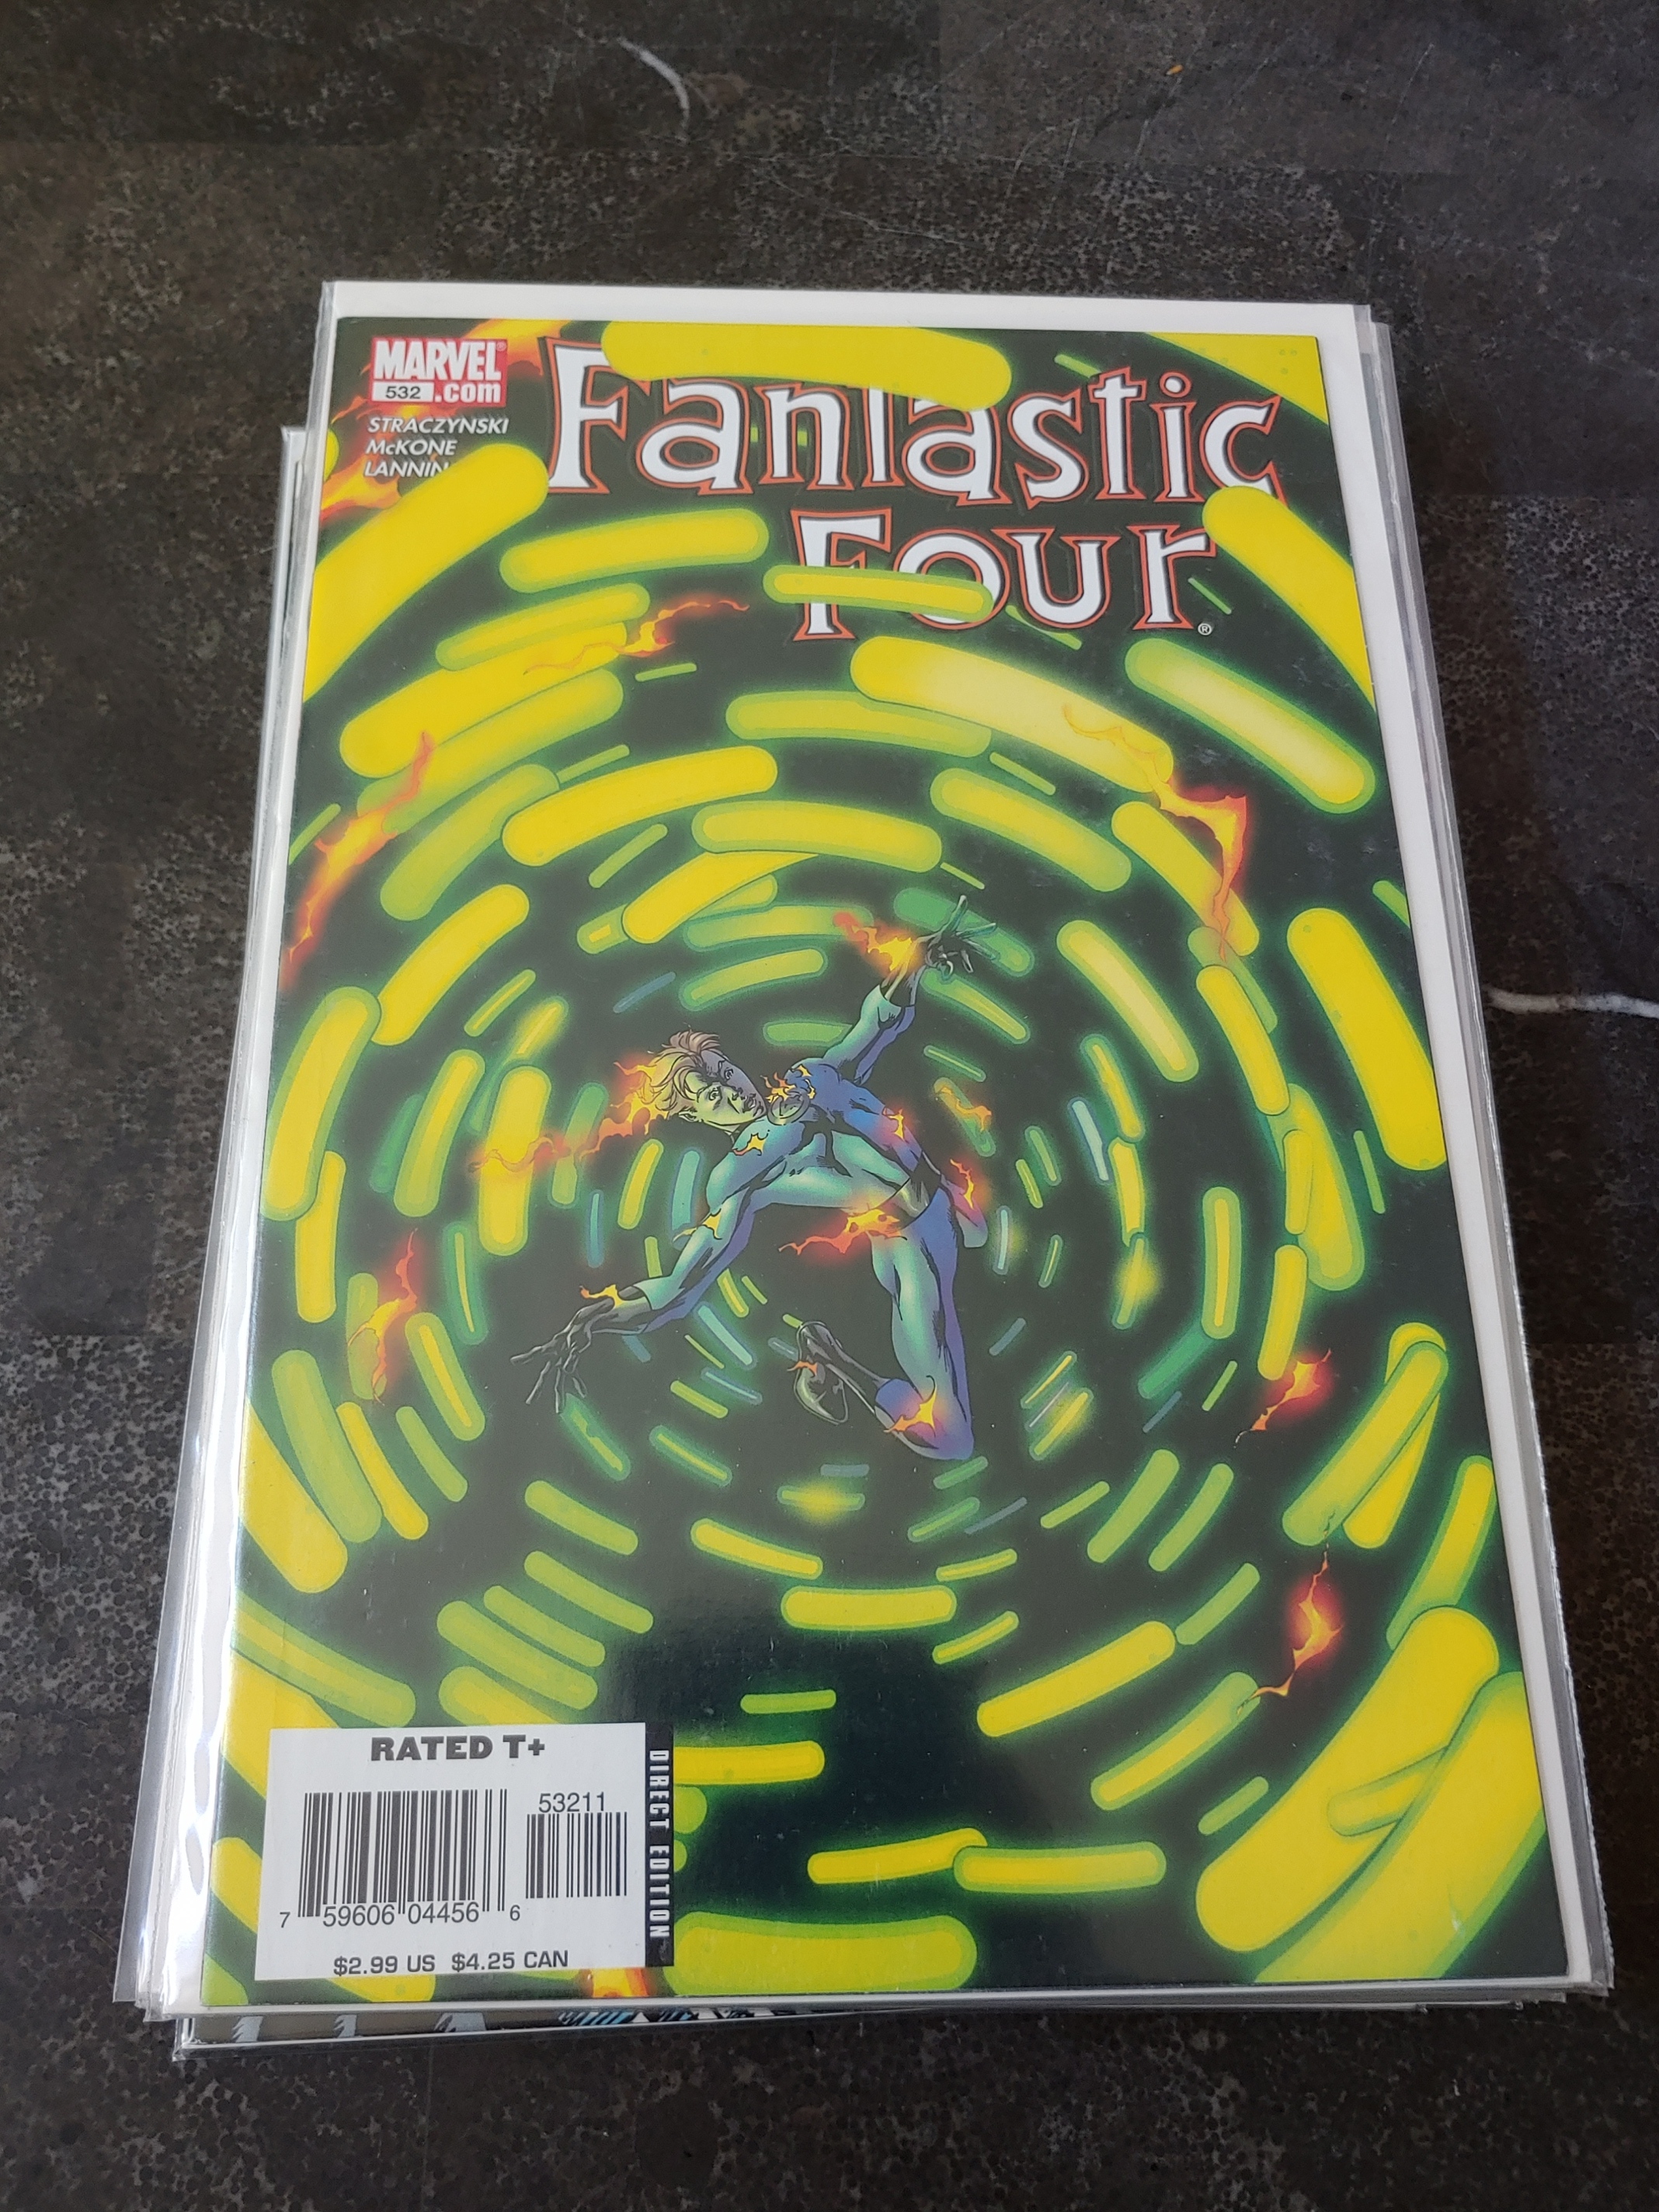 MARVEL
532 .com
STRACZYNSKI
McKONE
LANNIN
Fantastic
Four®
RATED T+
53211
7 59606 04456 6
DIRECT EDITION
$2.99 US $4.25 CAN